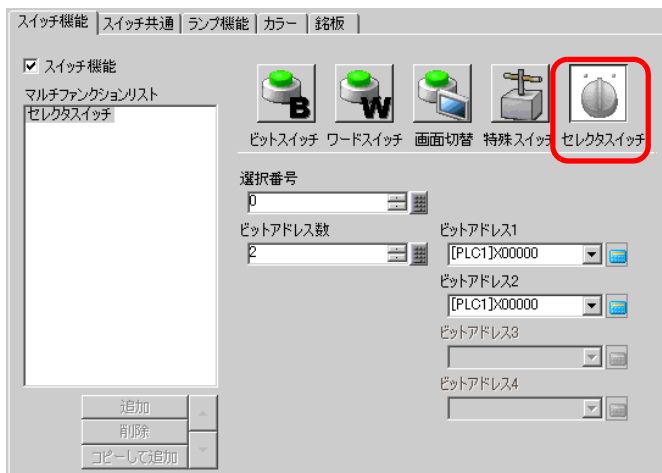 スイッチ機能 スイッチ共通 ランプ機能 カラー 銘板
スイッチ機能
マルチファンクションリスト
セレクタスイッチ
B W
ビットスイッチ ワードスイッチ 画面切替 特殊スイッチ セレクタスイッチ
選択番号
0
ビットアドレス数 ビットアドレス1
2 [PLC1]X00000
ビットアドレス2
[PLC1]X00000
ビットアドレス3
ビットアドレス4
追加
削除
コピーして追加